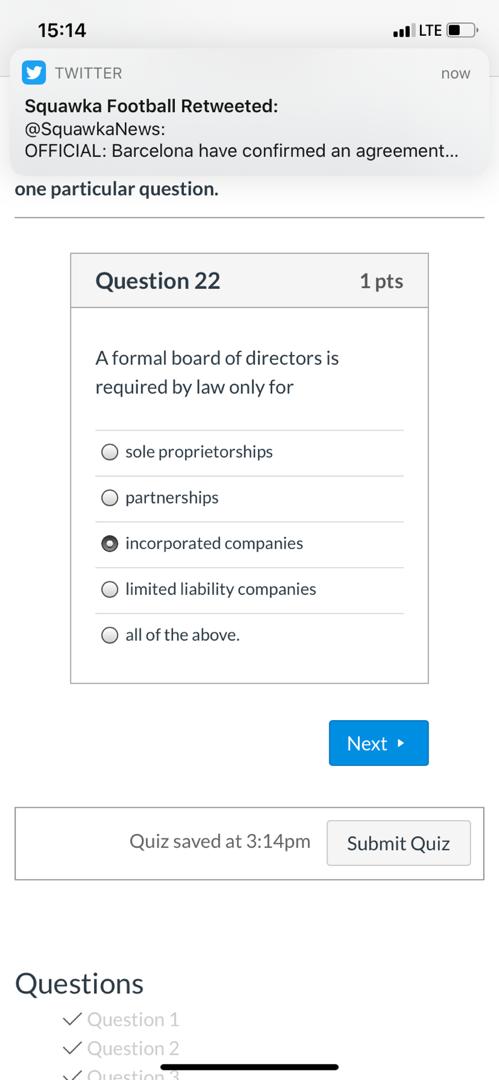 15:14
LTE
TWITTER
now
Squawka Football Retweeted:
@SquawkaNews:
OFFICIAL: Barcelona have confirmed an agreement...
one particular question.
Question 22
1 pts
A formal board of directors is
required by law only for
sole proprietorships
partnerships
incorporated companies
limited liability companies
all of the above.
Next
Quiz saved at 3:14pm
Submit Quiz
Questions
Question 1
Question 2
Question 3